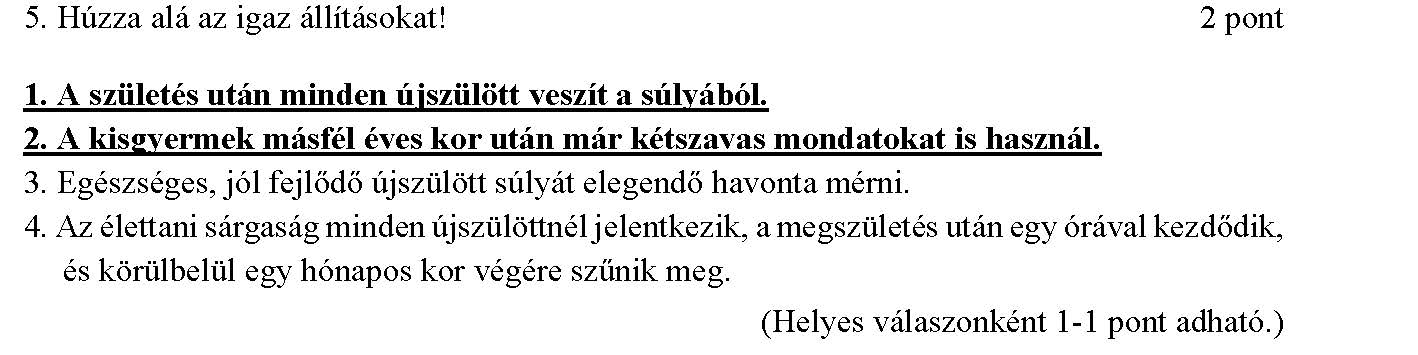 5. Húzza alá az igaz állításokat! 2 pont
1. A születés után minden újszülött veszít a súlyából.
2. A kisgyermek másfél éves kor után már kétszavas mondatokat is használ.
3. Egészséges, jól fejlődő újszülött súlyát elegendő havonta mérni.
4. Az élettani sárgaság minden újszülöttnél jelentkezik, a megszületés után egy órával kezdődik,
és körülbelül egy hónapos kor végére szűnik meg.
(Helyes válaszonként 1-1 pont adható.)